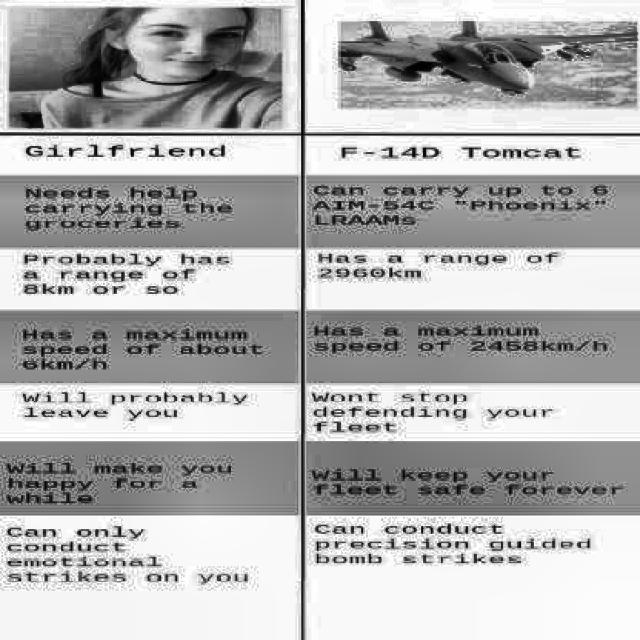 Girlfriend
F-14D Tomcat
Needs help
carrying the
groceries
Can carry up to 6
AIM-54C "Phoenix"
LRAAMs
Probably has
a range of
8km or so
Has a range of
2960km
Has a maximum
speed of about
6km/h
Has a maximum
speed of 2458km/h
Will probably
leave you
Wont stop
defending your
fleet
Will make you
happy for a
while
Will keep your
fleet safe forever
Can only
conduct
emotional
strikes on you
Can conduct
precision guided
bomb strikes